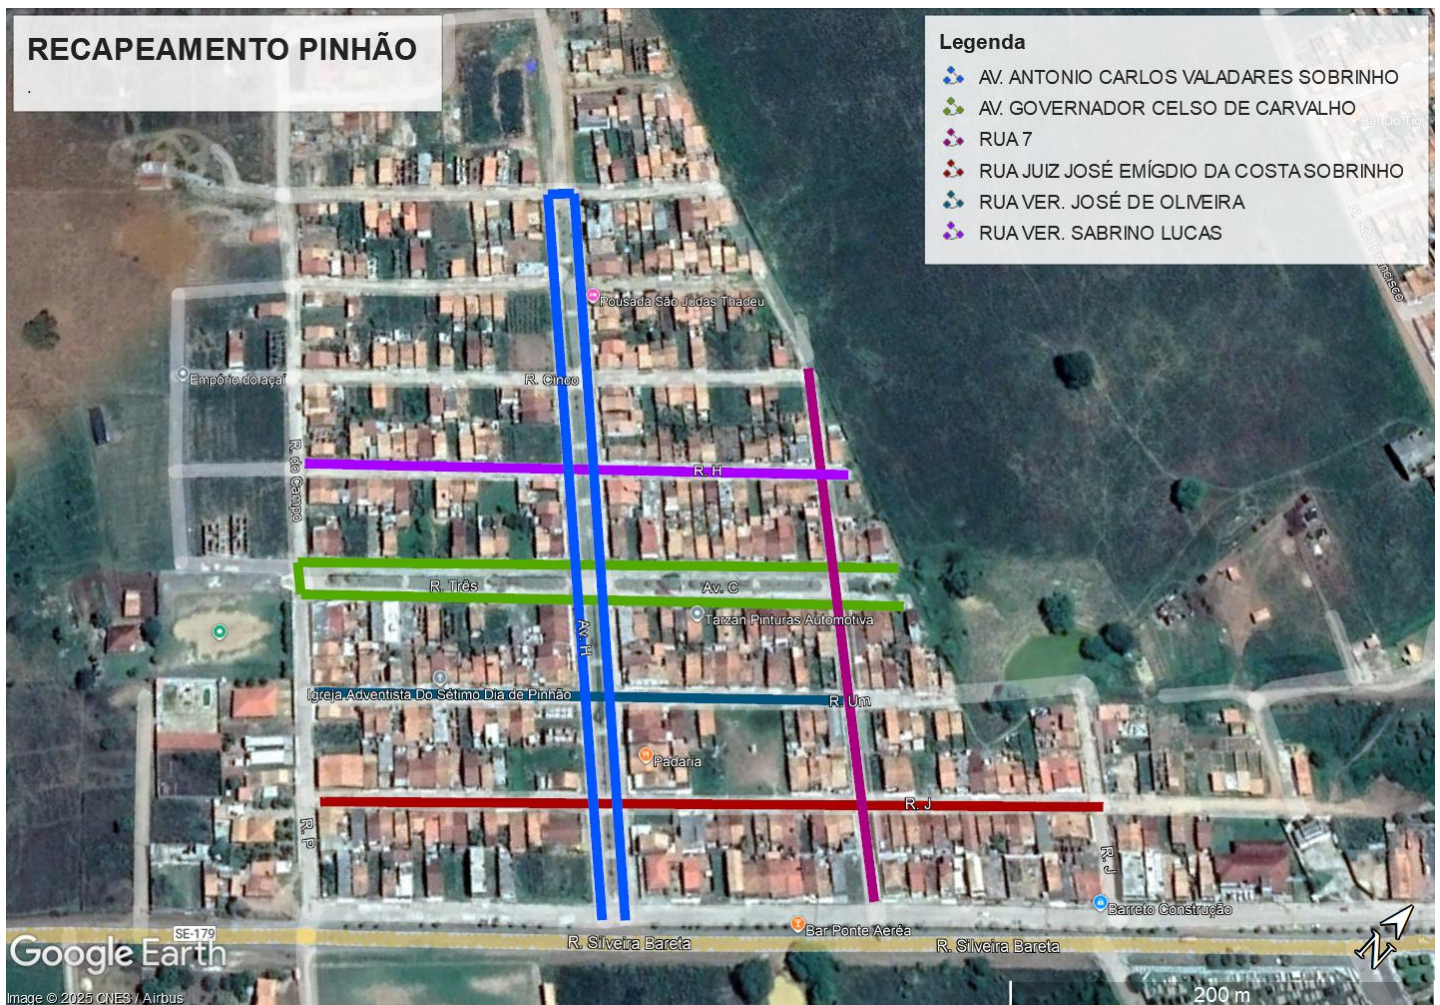 RECAPEAMENTO PINHÃO
.
Legenda
AV. ANTONIO CARLOS VALADARES SOBRINHO
AV. GOVERNADOR CELSO DE CARVALHO
RUA 7
RUA JUIZ JOSÉ EMÍGDIO DA COSTA SOBRINHO
RUA VER. JOSÉ DE OLIVEIRA
RUA VER. SABRINO LUCAS
Pousada São Judas Thadeu
Empório do açaí
R. Cinco
R. do Campo
R. H
R. Três
Av. C
Tarzan Pinturas Automotiva
Av. H
Igreja Adventista Do Sétimo Dia de Pinhão
R. Um
Padaria
R. J
R. P
R. J
Barreto Construção
Bar Ponte Aeréa
SE-179
R. Silveira Bareta
R. Silveira Bareta
Google Earth
N
Image © 2025 CNES / Airbus
200 m